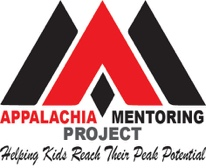 APPALACHIA MENTORING
PROJECT
Helping Kids Reach Their Peak Potential